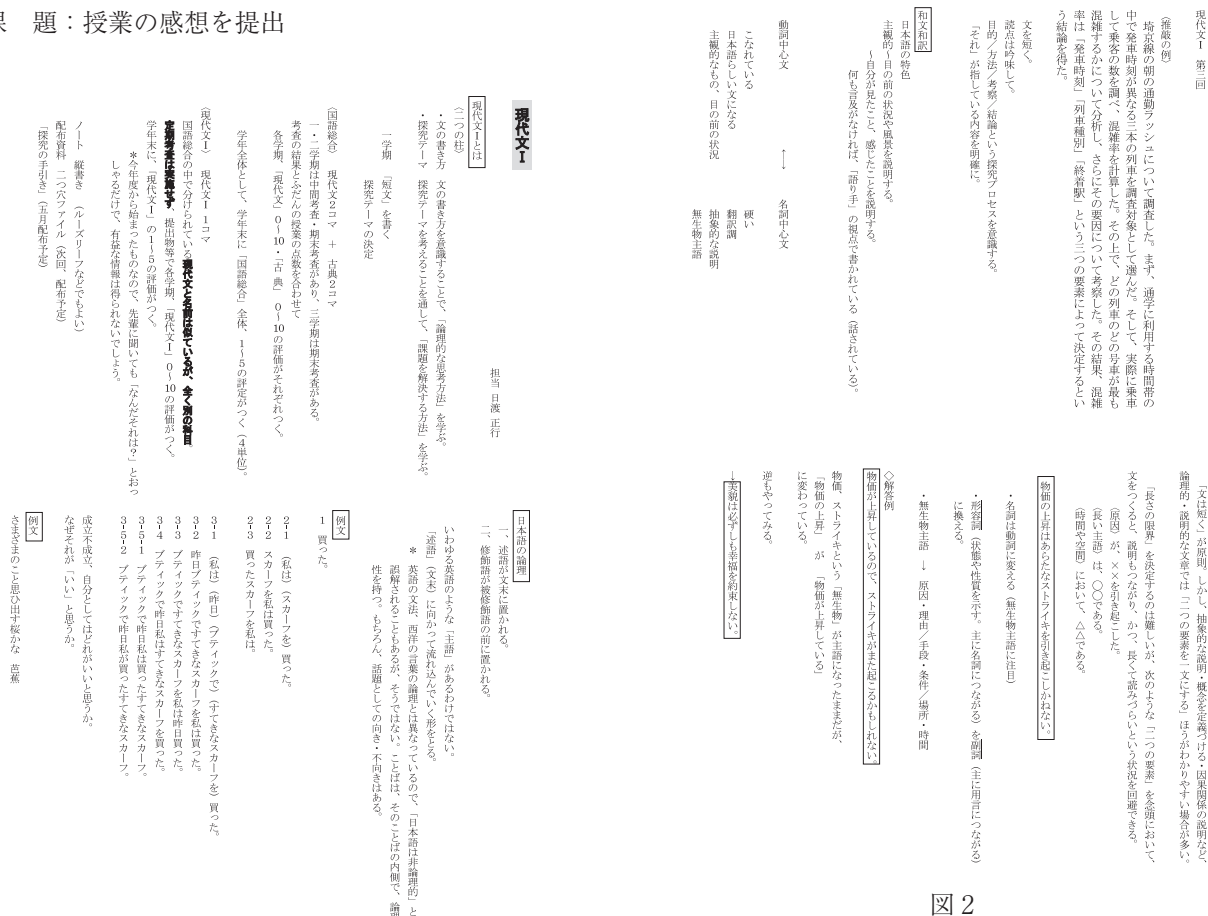 題：授業の感想を提出
現代文Ⅰ
担当 日渡 正行
現代文Ⅰとは
（二つの柱）
・文の書き方 文の書き方を意識することで、「論理的な思考方法」を学ぶ。
・探究テーマ 探究テーマを考えることを通して、「課題を解決する方法」を学ぶ。
一学期 「短文」を書く
探究テーマの決定
（国語総合） 現代文2コマ ＋ 古典2コマ
一・二学期は中間考査・期末考査があり、三学期は期末考査がある。
考査の結果とふだんの授業の点数を合わせて
各学期、「現代文」0～10・「古典」0～10の評価がそれぞれつく。
学年全体として、学年末に「国語総合」全体、1～5の評定がつく（4単位）。
（現代文Ⅰ） 現代文Ⅰ 1コマ
国語総合の中で分けられている現代文と名前は似ているが、全く別の科目。
定期考査は実施せず、提出物等で各学期、「現代文Ⅰ」0～10の評価がつく。
学年末に、「現代文Ⅰ」の1～5の評価がつく。
＊今年度から始まったものなので、先輩に聞いても「なんだそれは？」とおっ
しゃるだけで、有益な情報は得られないでしょう。
ノート 縦書き （ルーズリーフなどでもよい）
配布資料 二つ穴ファイル（次回、配布予定）
「探究の手引き」（五月配布予定）
日本語の論理
一、述語が文末に置かれる。
二、修飾語が被修飾語の前に置かれる。
いわゆる英語のような「主語」があるわけではない。
「述語」（文末）に向かって流れ込んでいく形をとる。
＊ 英語の文法、西洋の言葉の論理とは異なっているので、「日本語は非論理的」と
誤解されることもあるが、そうではない。ことばは、そのことばの内側で、論理
性を持つ。もちろん、話題としての向き・不向きはある。
例文
1 買った。
2-1 （私は）（スカーフを）買った。
2-2 スカーフを私は買った。
2-3 買ったスカーフを私は。
3-1 （私は）（昨日）（ブティックで）（すてきなスカーフを）買った。
3-2 昨日ブティックですてきなスカーフを私は買った。
3-3 ブティックですてきなスカーフを私は昨日買った。
3-4 ブティックで昨日私はすてきなスカーフを買った。
3-5-1 ブティックで昨日私は買ったすてきなスカーフ。
3-5-2 ブティックで昨日私が買ったすてきなスカーフ。
成立不成立、自分としてはどれがいいと思うか。
なぜそれが「いい」と思うか。
例文
さまざまのこと思ひ出す桜かな 芭蕉
現代文Ⅰ 第三回
（推敲の例）
埼京線の朝の通勤ラッシュについて調査した。まず、通学に利用する時間帯の
中で発車時刻が異なる三本の列車を調査対象として選んだ。そして、実際に乗車
して乗客の数を調べ、混雑率を計算した。その上で、どの列車のどの号車が最も
混雑するかについて分析し、さらにその要因について考察した。その結果、混雑
率は「発車時刻」「列車種別」「終着駅」という三つの要素によって決定するとい
う結論を得た。
文を短く。
読点は吟味して。
目的／方法／考察／結論という探究プロセスを意識する。
「それ」が指している内容を明確に。
和文和訳
日本語の特色
主観的～目の前の状況や風景を説明する。
～自分が見たこと、感じたことを説明する。
何も言及がなければ、「語り手」の視点で書かれている（話されている）。
動詞中心文 ←→ 名詞中心文
こなれている 硬い
日本語らしい文になる 翻訳調
主観的なもの、目の前の状況 抽象的な説明
無生物主語
「文は短く」が原則。しかし、抽象的な説明・概念を定義づける・因果関係の説明など、
論理的・説明的な文章では「二つの要素を一文にする」ほうがわかりやすい場合が多い。
「長さの限界」を決定するのは難しいが、次のような「二つの要素」を念頭において、
文をつくると、説明もつながり、かつ、長くて読みづらいという状況を回避できる。
（原因）が、××を引き起こした。
（長い主語）は、〇〇である。
（時間や空間）において、△△である。
物価の上昇はあらたなストライキを引き起こしかねない。
・名詞は動詞に変える（無生物主語に注目）
・形容詞（状態や性質を示す。主に名詞につながる）を副詞（主に用言につながる）
に換える。
・無生物主語 → 原因・理由／手段・条件／場所・時間
◇解答例
物価が上昇しているので、ストライキがまた起こるかもしれない。
物価、ストライキという「無生物」が主語になったままだが、
「物価の上昇」が 「物価が上昇している」
に変わっている。
逆もやってみる。
→美貌は必ずしも幸福を約束しない。
図2